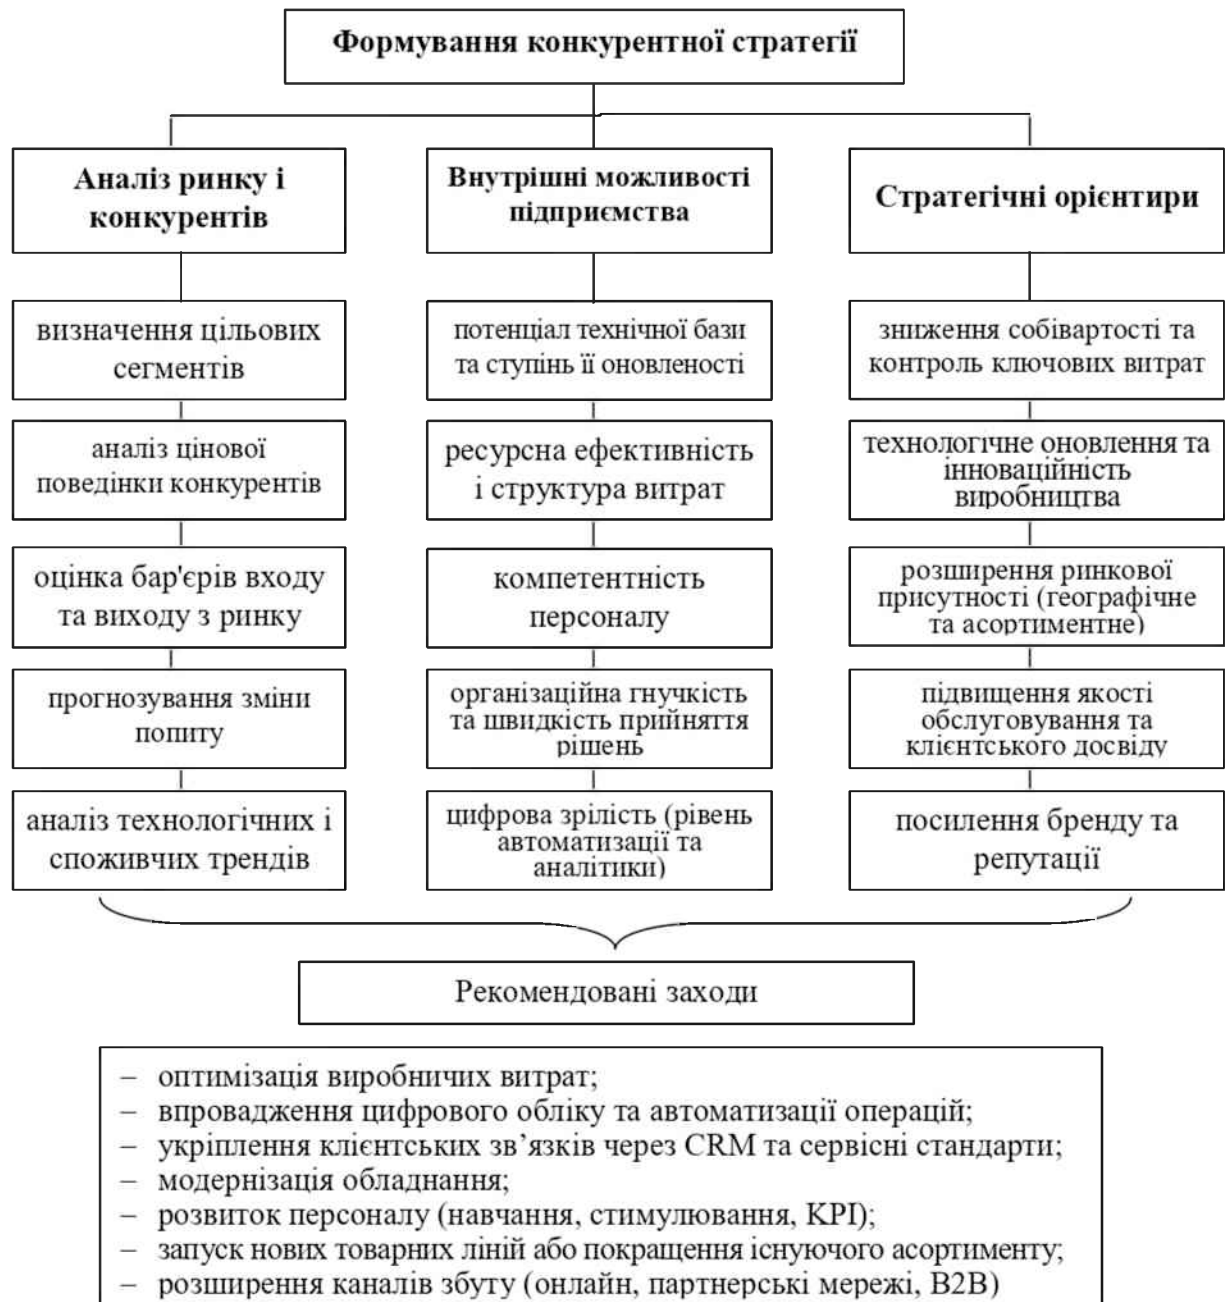 Формування конкурентної стратегії
Аналіз ринку і
конкурентів
визначення цільових
сегментів
аналіз цінової
поведінки конкурентів
оцінка бар'єрів входу
та виходу з ринку
прогнозування зміни
попиту
аналіз технологічних і
споживчих трендів
Внутрішні можливості
підприємства
потенціал технічної бази
та ступінь її оновленості
ресурсна ефективність
і структура витрат
компетентність
персоналу
організаційна гнучкість
та швидкість прийняття
рішень
цифрова зрілість (рівень
автоматизації та
аналітики)
Стратегічні орієнтири
зниження собівартості та
контроль ключових витрат
технологічне оновлення та
інноваційність
виробництва
розширення ринкової
присутності (географічне
та асортиментне)
підвищення якості
обслуговування та
клієнтського досвіду
посилення бренду та
репутації
Рекомендовані заходи
– оптимізація виробничих витрат;
– впровадження цифрового обліку та автоматизації операцій;
– укріплення клієнтських зв’язків через CRM та сервісні стандарти;
– модернізація обладнання;
– розвиток персоналу (навчання, стимулювання, KPI);
– запуск нових товарних ліній або покращення існуючого асортименту;
– розширення каналів збуту (онлайн, партнерські мережі, B2B)